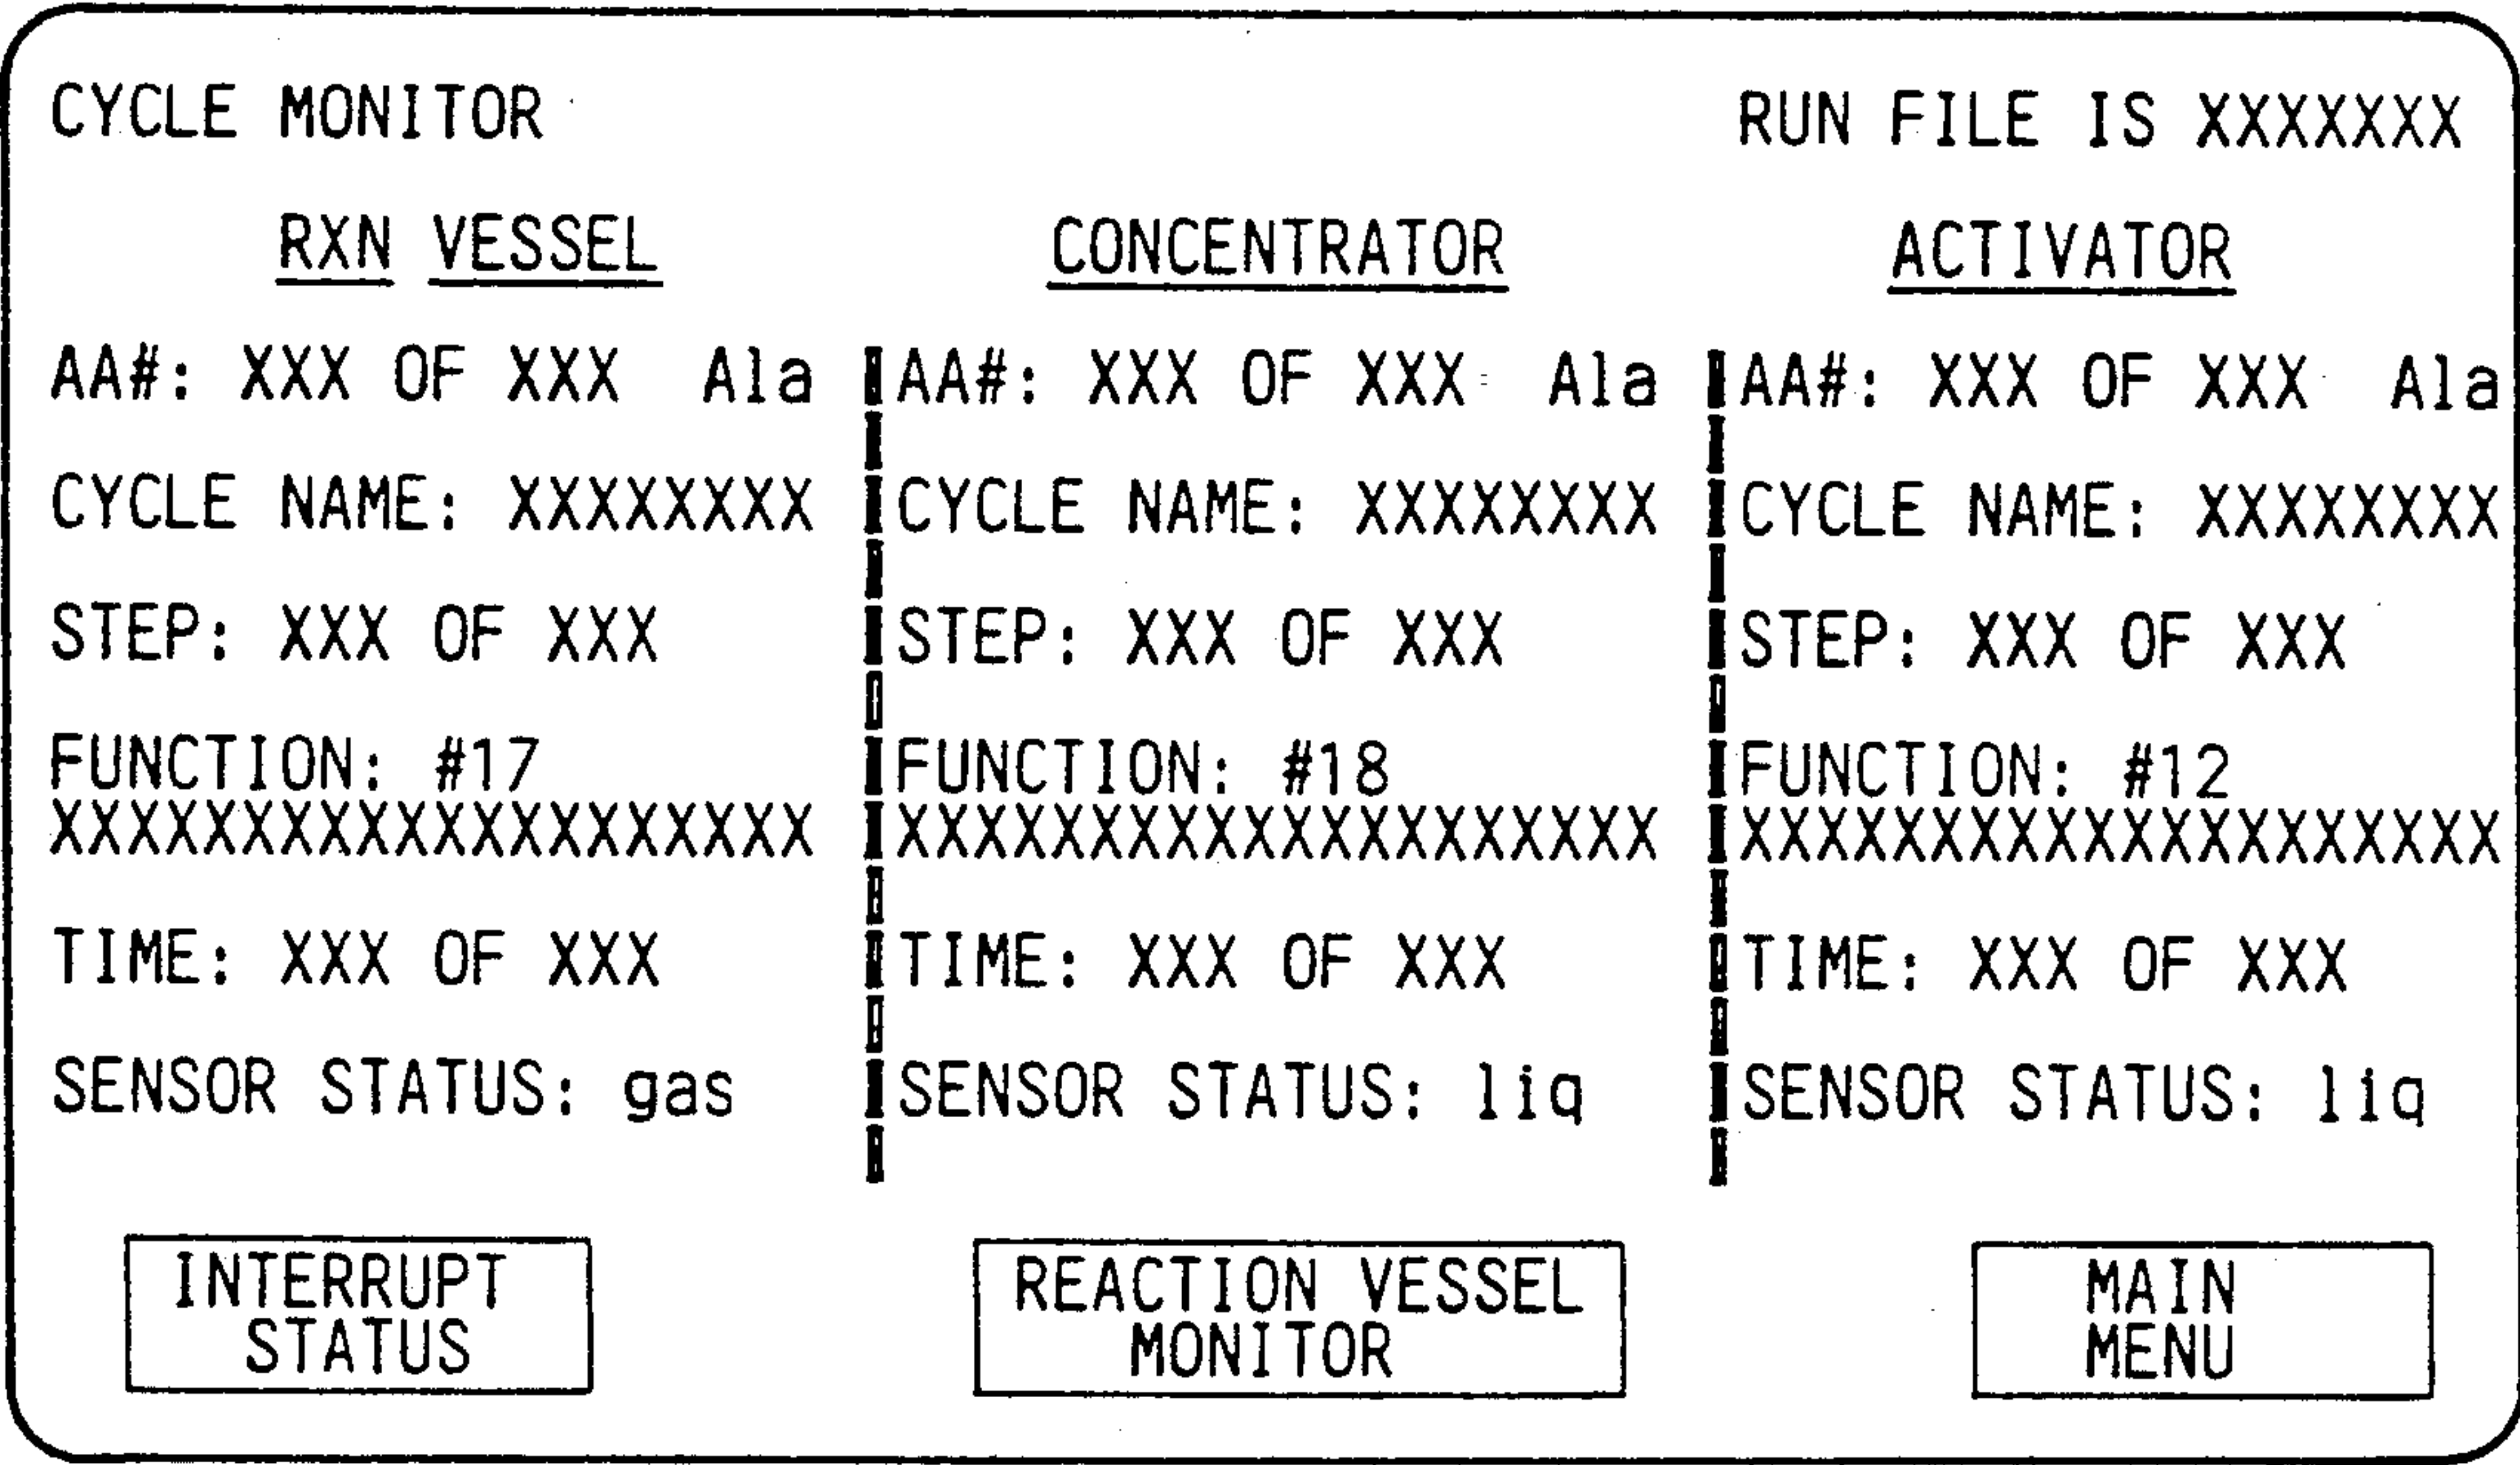 CYCLE MONITOR
RUN FILE IS XXXXXXX
RXN VESSEL
AA#: XXX OF XXX Ala
CYCLE NAME: XXXXXXXX
STEP: XXX OF XXX
FUNCTION: #17
XXXXXXXXXXXXXXXXXXXX
TIME: XXX OF XXX
SENSOR STATUS: gas
CONCENTRATOR
AA#: XXX OF XXX Ala
CYCLE NAME: XXXXXXXX
STEP: XXX OF XXX
FUNCTION: #18
XXXXXXXXXXXXXXXXXXXX
TIME: XXX OF XXX
SENSOR STATUS: liq
ACTIVATOR
AA#: XXX OF XXX Ala
CYCLE NAME: XXXXXXXX
STEP: XXX OF XXX
FUNCTION: #12
XXXXXXXXXXXXXXXXXXXX
TIME: XXX OF XXX
SENSOR STATUS: liq
INTERRUPT
STATUS
REACTION VESSEL
MONITOR
MAIN
MENU